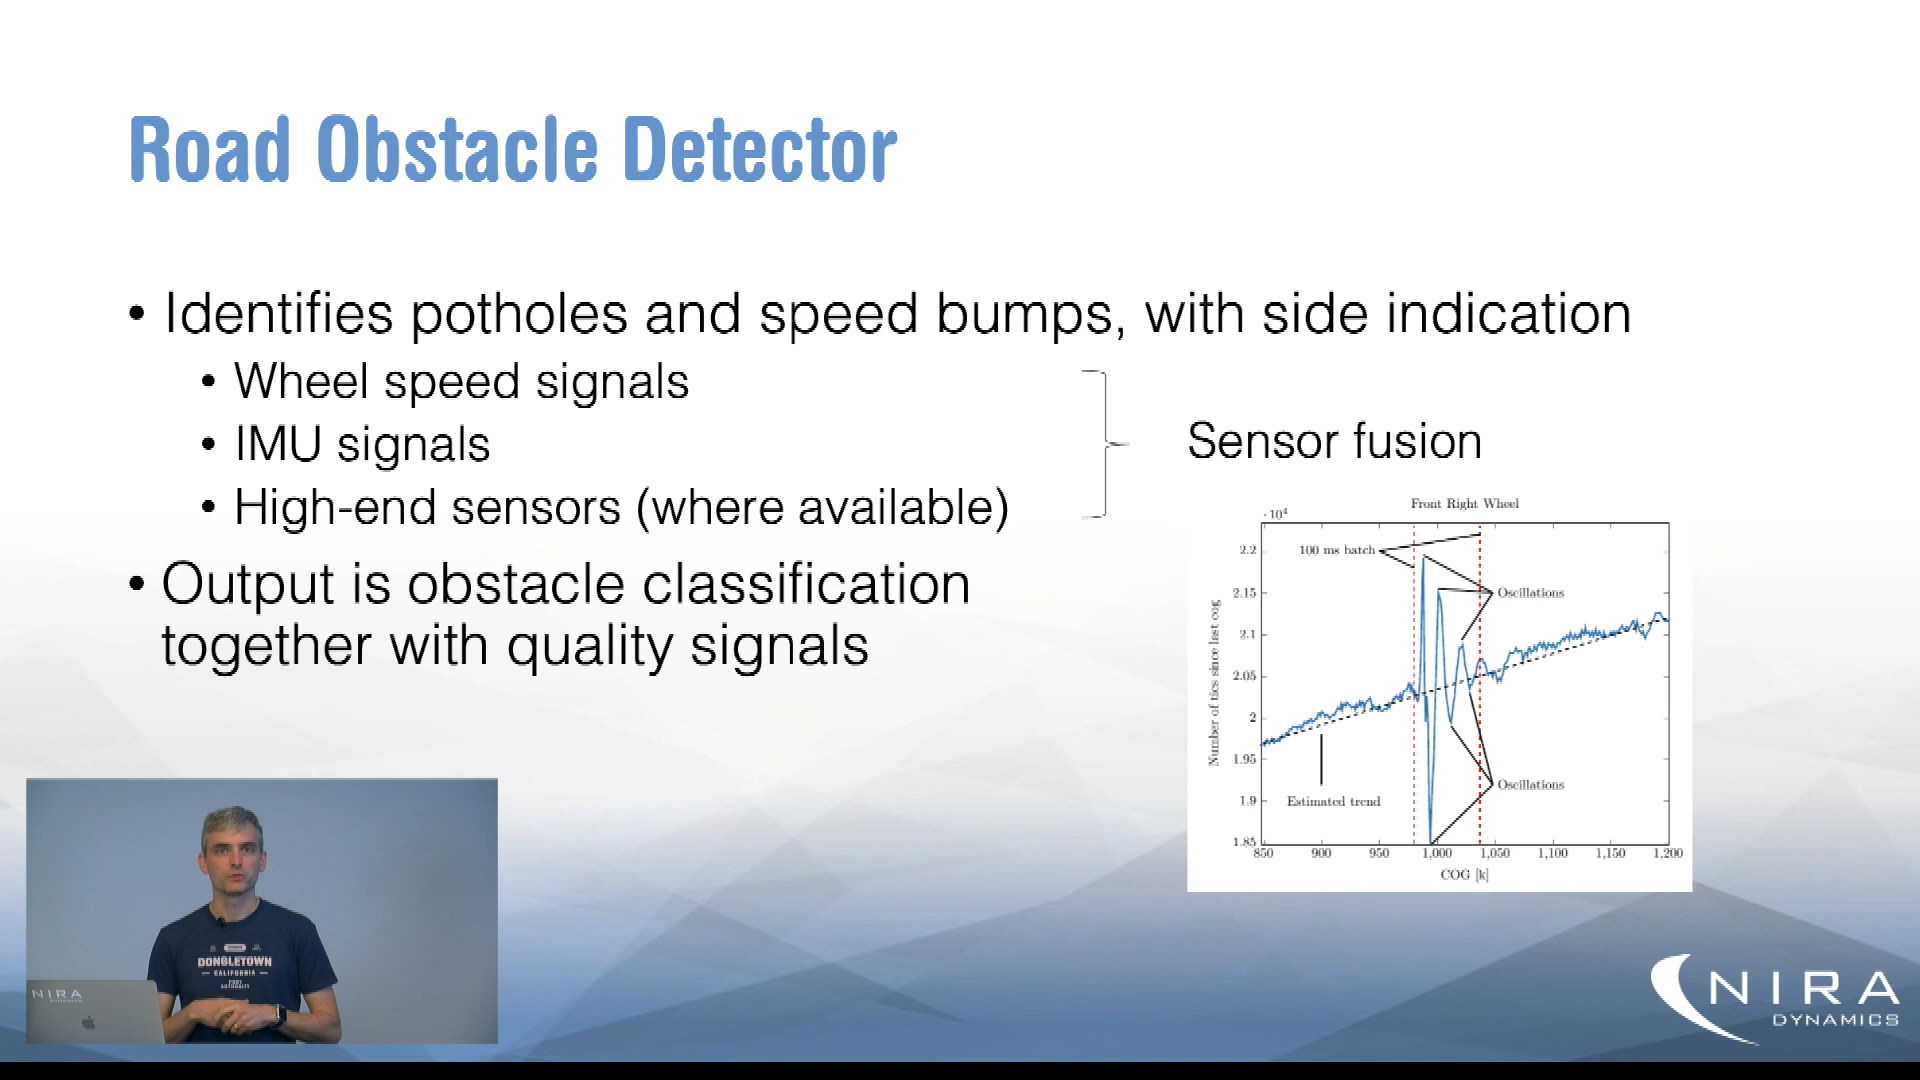 Road Obstacle Detector
• Identifies potholes and speed bumps, with side indication
• Wheel speed signals
• IMU signals
• High-end sensors (where available)
Sensor fusion
• Output is obstacle classification
together with quality signals
Front Right Wheel
·10⁴
2.2
2.15
2.1
2.05
2
1.95
1.9
1.85
Number of tics since last cog
100 ms batch
Oscillations
Oscillations
Estimated trend
850 900 950 1,000 1,050 1,100 1,150 1,200
COG [k]
DONGLETOWN
CALIFORNIA
NIRA
NIRA
DYNAMICS